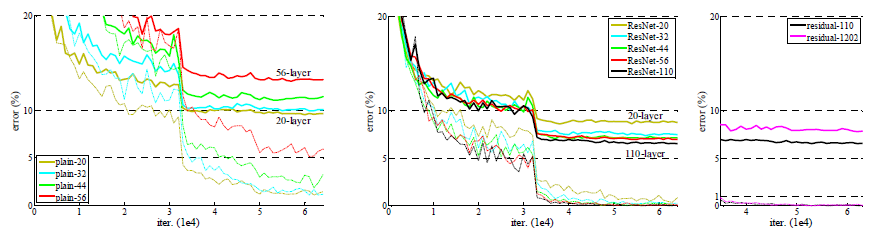 20
10
5
0
error (%)
0 1 2 3 4 5 6
iter. (1e4)
56-layer
20-layer
plain-20
plain-32
plain-44
plain-56
20
10
5
0
error (%)
0 1 2 3 4 5 6
iter. (1e4)
ResNet-20
ResNet-32
ResNet-44
ResNet-56
ResNet-110
20-layer
110-layer
20
10
5
1
0
error (%)
4 5 6
iter. (1e4)
residual-110
residual-1202